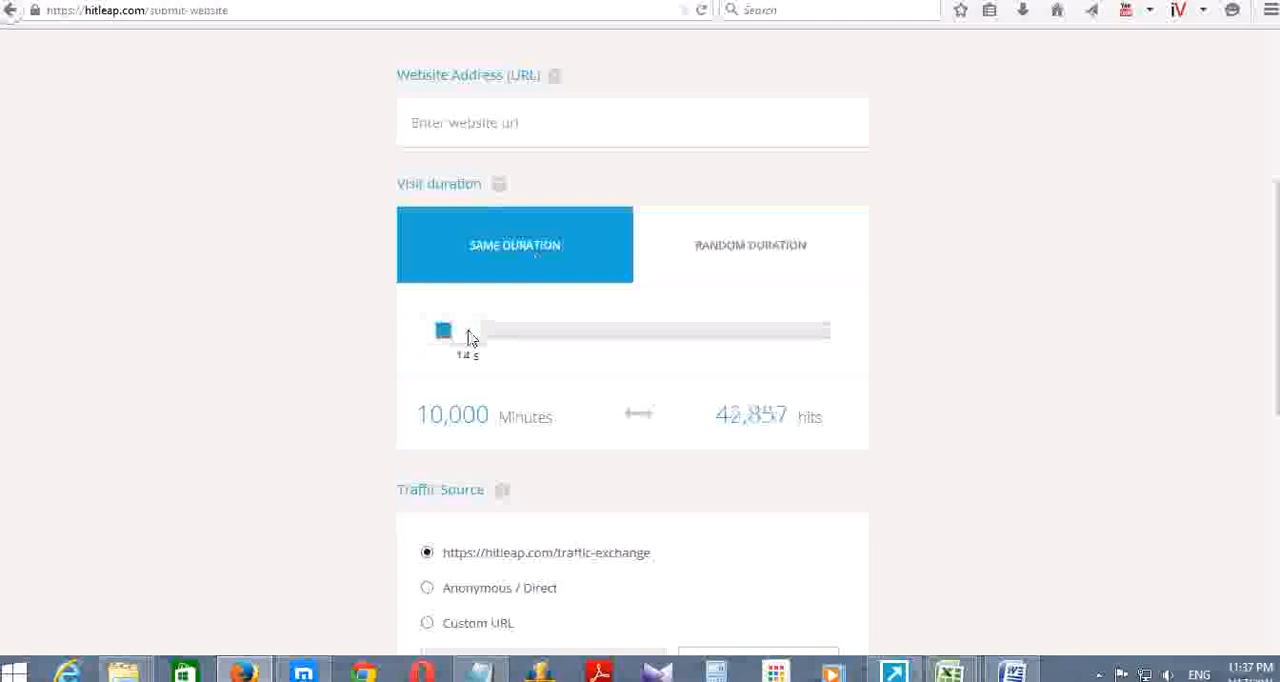 https://hitleap.com/submit-website
Search
Website Address (URL)
Enter website url
Visit duration
SAME DURATION
RANDOM DURATION
14 s
10,000 Minutes
42,857 hits
Traffic Source
https://hitleap.com/traffic-exchange
Anonymous / Direct
Custom URL
ENG
11:37 PM